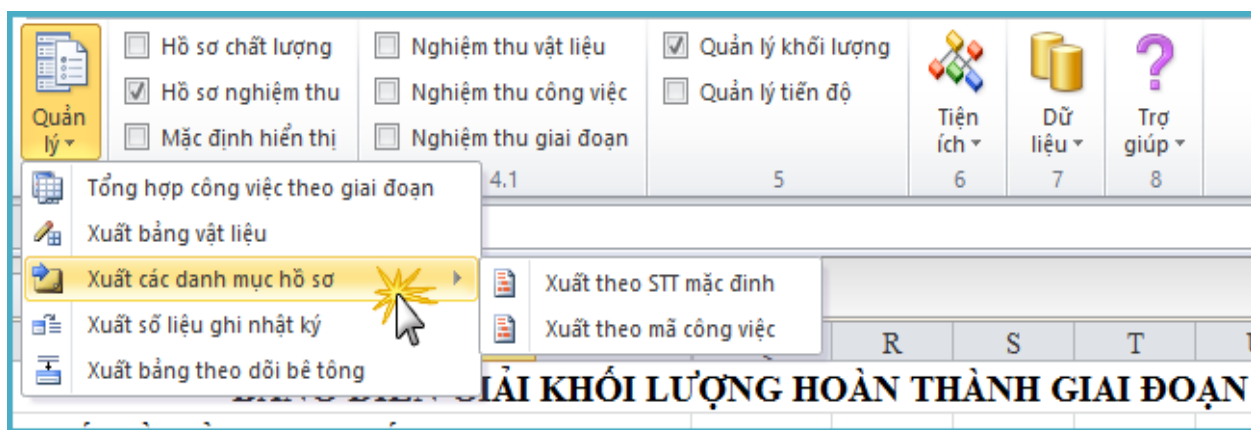 Hồ sơ chất lượng
Nghiệm thu vật liệu
Quản lý khối lượng
Hồ sơ nghiệm thu
Nghiệm thu công việc
Quản lý tiến độ
Mặc định hiển thị
Nghiệm thu giai đoạn
Quản
lý
Tiện
ích
Dữ
liệu
Trợ
giúp
4.1
5
6
7
8
Tổng hợp công việc theo giai đoạn
Xuất bảng vật liệu
Xuất các danh mục hồ sơ
Xuất số liệu ghi nhật ký
Xuất bảng theo dõi bê tông
Xuất theo STT mặc đinh
Xuất theo mã công việc
R
S
T
GIẢI KHỐI LƯỢNG HOÀN THÀNH GIAI ĐOẠN